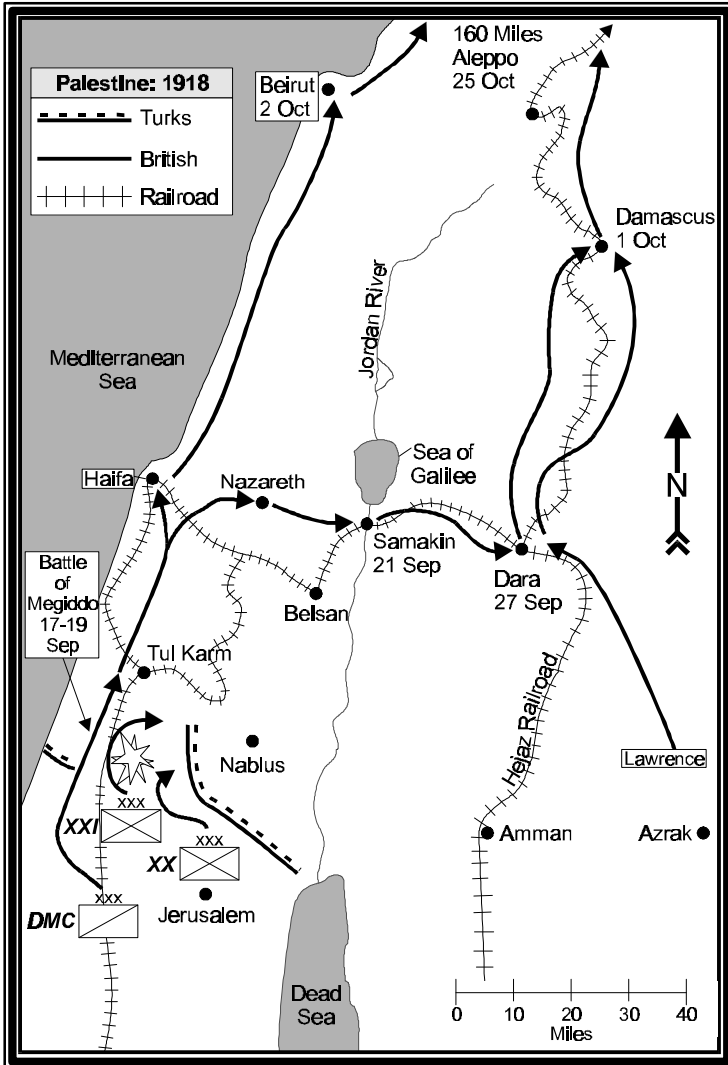 160 Miles
Aleppo
25 Oct
Palestine: 1918
Turks
British
Railroad
Beirut
2 Oct
Damascus
1 Oct
Jordan River
Mediterranean
Sea
Sea of
Galilee
N
Haifa
Nazareth
Samakin
21 Sep
Dara
27 Sep
Battle
of
Megiddo
17-19
Sep
Beisan
Tul Karm
Hejaz Railroad
Nablus
Lawrence
XXX
XXI
XXX
XX
Amman
Azrak
XXX
DMC
Jerusalem
Dead
Sea
0 10 20 30 40
Miles